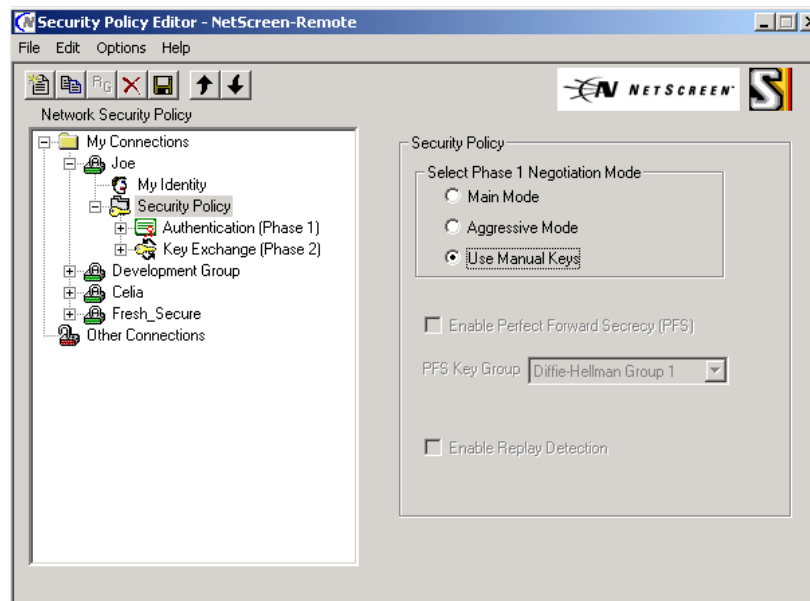 Security Policy Editor - NetScreen-Remote
File Edit Options Help
RG
NETSCREEN
Network Security Policy
My Connections
Joe
My Identity
Security Policy
Authentication (Phase 1)
Key Exchange (Phase 2)
Development Group
Celia
Fresh_Secure
Other Connections
Security Policy
Select Phase 1 Negotiation Mode
Main Mode
Aggressive Mode
Use Manual Keys
Enable Perfect Forward Secrecy (PFS)
PFS Key Group Diffie-Hellman Group 1
Enable Replay Detection